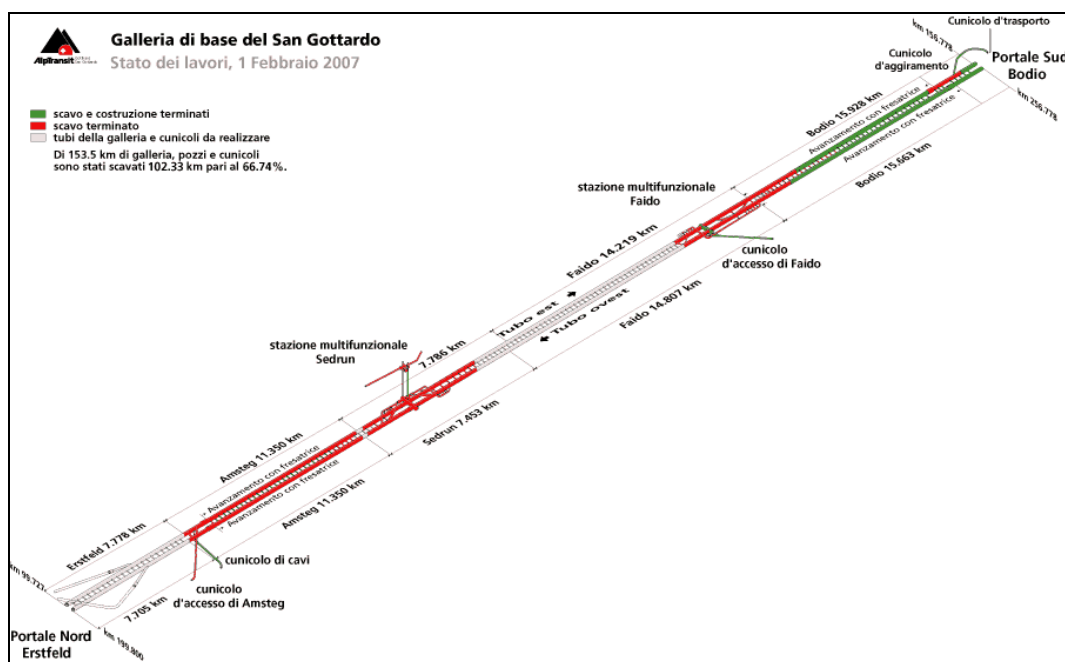 AlpTransit
Galleria di base del San Gottardo
Stato dei lavori, 1 Febbraio 2007
scavo e costruzione terminati
scavo terminato
tubi della galleria e cunicoli da realizzare
Di 153.5 km di galleria, pozzi e cunicoli
sono stati scavati 102.33 km pari al 66.74%.
Cunicolo d'trasporto
km 156.778
Cunicolo
d'aggiramento
Portale Sud
Bodio
km 256.778
Bodio 15.928 km
Avanzamento con fresatrice
Avanzamento con fresatrice
Bodio 15.663 km
stazione multifunzionale
Faido
cunicolo
d'accesso di Faido
Faido 14.219 km
Tubo est
Tubo ovest
Faido 14.807 km
stazione multifunzionale
Sedrun
7.786 km
Sedrun 7.453 km
Amsteg 11.350 km
Avanzamento con fresatrice
Avanzamento con fresatrice
Amsteg 11.350 km
Erstfeld 7.778 km
cunicolo di cavi
cunicolo
d'accesso di Amsteg
km 99.727
7.705 km
km 199.800
Portale Nord
Erstfeld